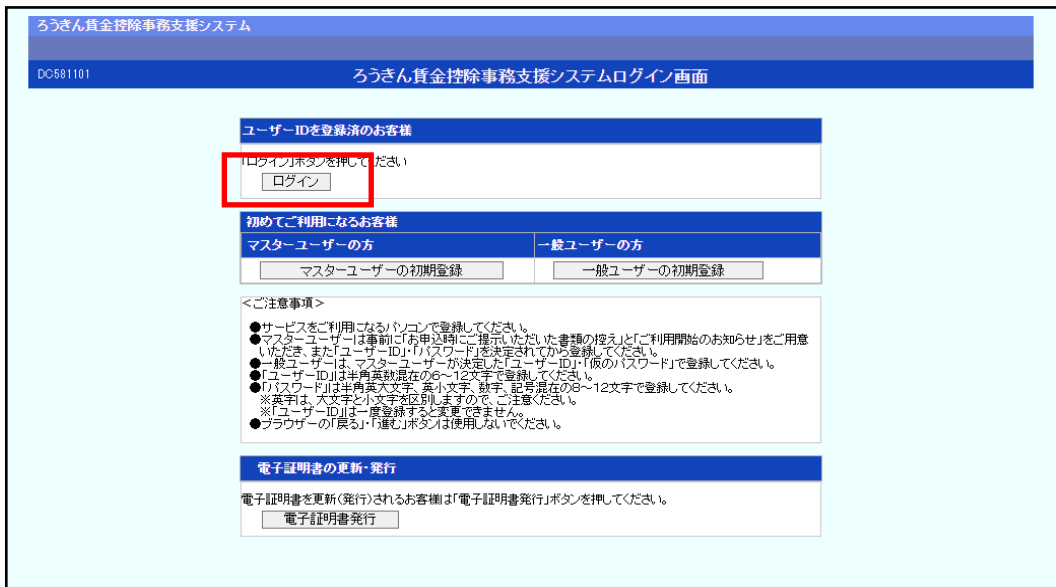 ろうきん賃金控除事務支援システム
DC581101
ろうきん賃金控除事務支援システムログイン画面
ユーザーIDを登録済のお客様
「ログイン」ボタンを押してください
ログイン
初めてご利用になるお客様
マスターユーザーの方
一般ユーザーの方
マスターユーザーの初期登録
一般ユーザーの初期登録
<ご注意事項>
●サービスをご利用になるパソコンで登録してください。
●マスターユーザーは事前に「お申込時にご提示いただいた書類の控え」と「ご利用開始のお知らせ」をご用意
いただき、また「ユーザーID」・「パスワード」を決定されてから登録してください。
●一般ユーザーは、マスターユーザーが決定した「ユーザーID」・「仮のパスワード」で登録してください。
●「ユーザーID」は半角英数混在の6～12文字で登録してください。
●「パスワード」は半角英大文字、英小文字、数字、記号混在の8～12文字で登録してください。
※英字は、大文字と小文字を区別しますので、ご注意ください。
※「ユーザーID」は一度登録すると変更できません。
●ブラウザーの「戻る」・「進む」ボタンは使用しないでください。
電子証明書の更新・発行
電子証明書を更新(発行)されるお客様は「電子証明書発行」ボタンを押してください。
電子証明書発行